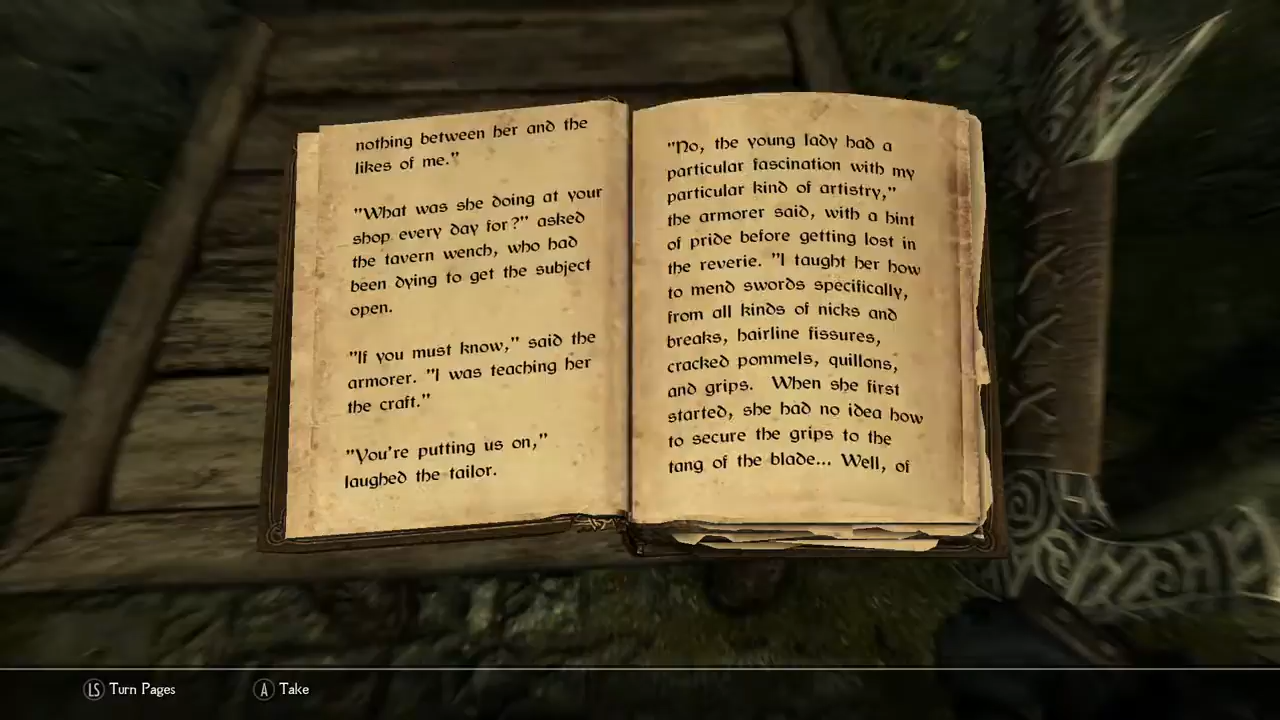 nothing between her and the
likes of me."
"What was she doing at your
shop every day for?" asked
the tavern wench, who had
been dying to get the subject
open.
"If you must know," said the
armorer. "I was teaching her
the craft."
"You're putting us on,"
laughed the tailor.
"No, the young lady had a
particular fascination with my
particular kind of artistry,"
the armorer said, with a hint
of pride before getting lost in
the reverie. "I taught her how
to mend swords specifically,
from all kinds of nicks and
breaks, hairline fissures,
cracked pommels, quillons,
and grips.  When she first
started, she had no idea how
to secure the grips to the
tang of the blade... Well, of
LS Turn Pages
A Take